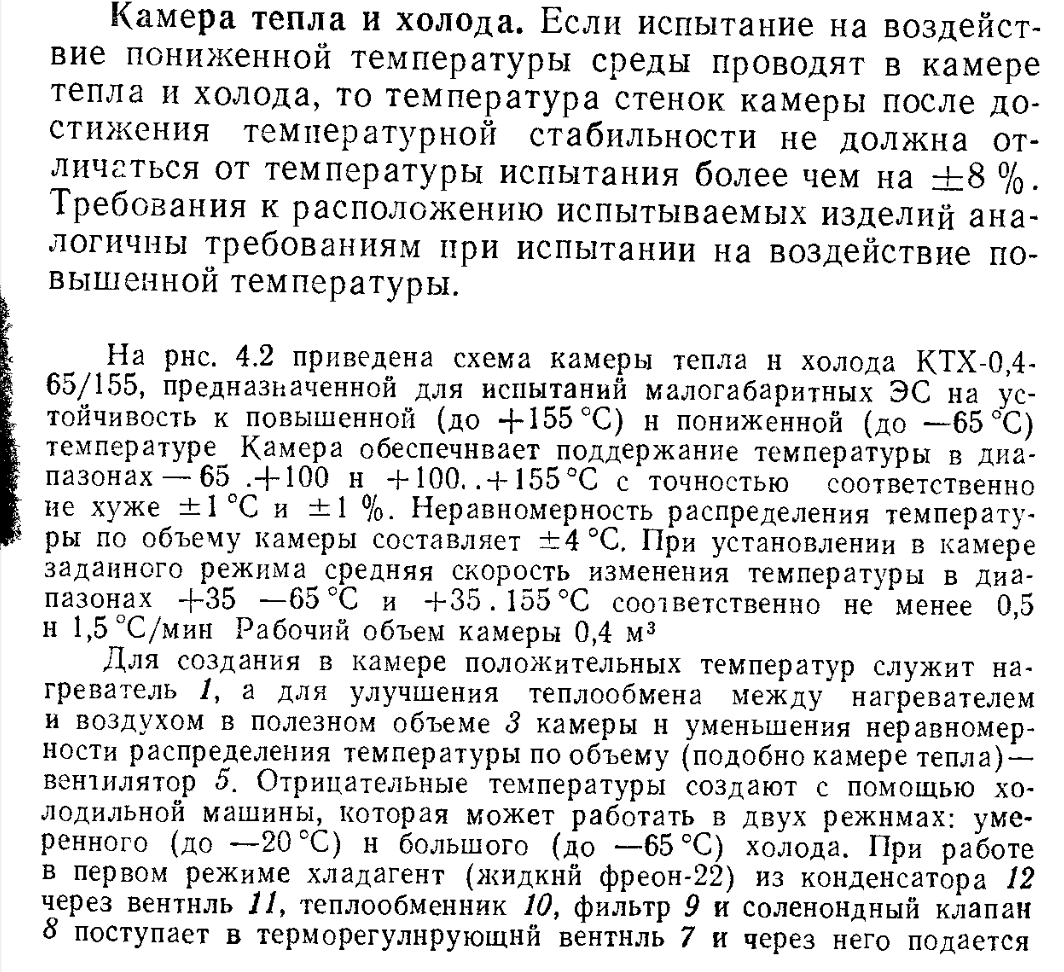 Камера тепла и холода. Если испытание на воздейст-
вие пониженной температуры среды проводят в камере
тепла и холода, то температура стенок камеры после до-
стижения температурной стабильности не должна от-
личаться от температуры испытания более чем на ±8 %.
Требования к расположению испытываемых изделий ана-
логичны требованиям при испытании на воздействие по-
вышенной температуры.
На рнс. 4.2 приведена схема камеры тепла н холода КТХ-0,4-
65/155, предназначенной для испытаний малогабаритных ЭС на ус-
тойчивость к повышенной (до +155 °С) н пониженной (до —65 °С)
температуре Камера обеспечнвает поддержание температуры в диа-
пазонах — 65 .+100 н +100. .+155 °С с точностью соответственно
не хуже ±1 °С и ±1 %. Неравномерность распределения температу-
ры по объему камеры составляет ±4 °С. При установлении в камере
заданного режима средняя скорость изменения температуры в диа-
пазонах +35 —65 °С и +35 . 155 °С соответственно не менее 0,5
н 1,5 °С/мин Рабочий объем камеры 0,4 м³
Для создания в камере положительных температур служит на-
греватель 1, а для улучшения теплообмена между нагревателем
и воздухом в полезном объеме 3 камеры н уменьшения неравномер-
ности распределения температуры по объему (подобно камере тепла)—
вентилятор 5. Отрицательные температуры создают с помощью хо-
лодильной машины, которая может работать в двух режнмах: уме-
ренного (до —20 °С) н большого (до —65 °С) холода. При работе
в первом режиме хладагент (жидкнй фреон-22) из конденсатора 12
через вентнль 11, теплообменник 10, фильтр 9 и соленондный клапан
8 поступает в терморегулнрующнй вентнль 7 и через него подается